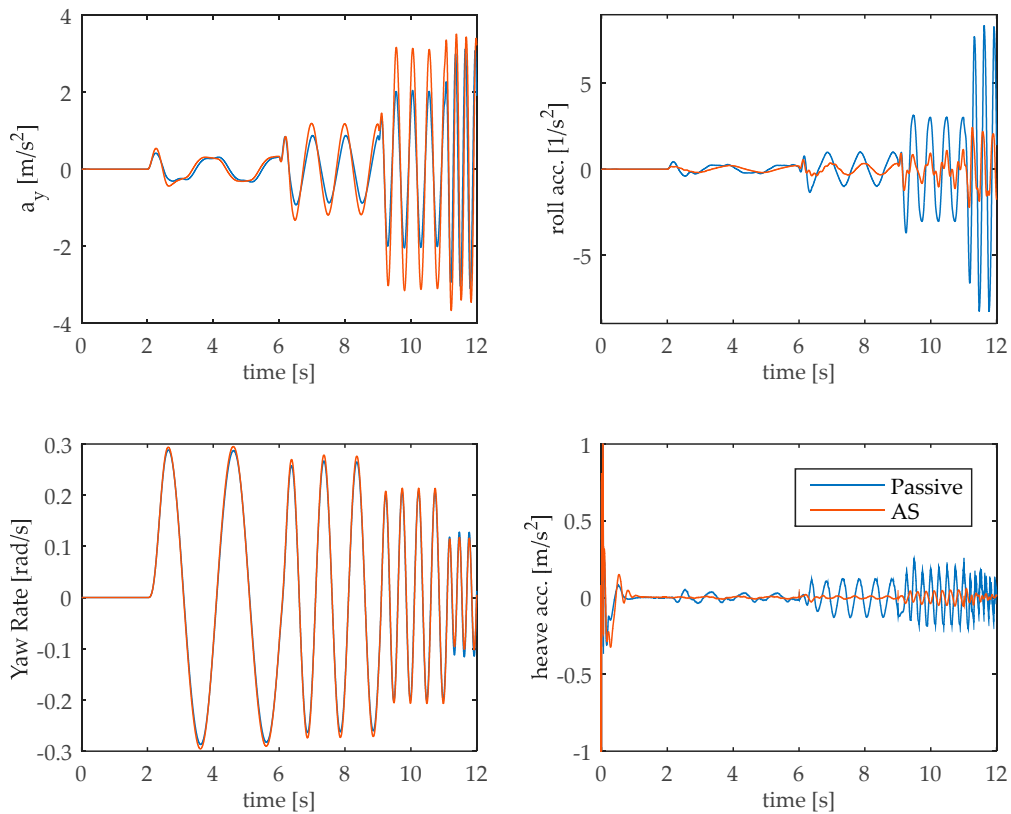 4
2
0
-2
-4
a_y [m/s²]
0 2 4 6 8 10 12
time [s]
5
0
-5
roll acc. [1/s²]
0 2 4 6 8 10 12
time [s]
0.3
0.2
0.1
0
-0.1
-0.2
-0.3
Yaw Rate [rad/s]
0 2 4 6 8 10 12
time [s]
1
0.5
0
-0.5
-1
heave acc. [m/s²]
Passive
AS
0 2 4 6 8 10 12
time [s]